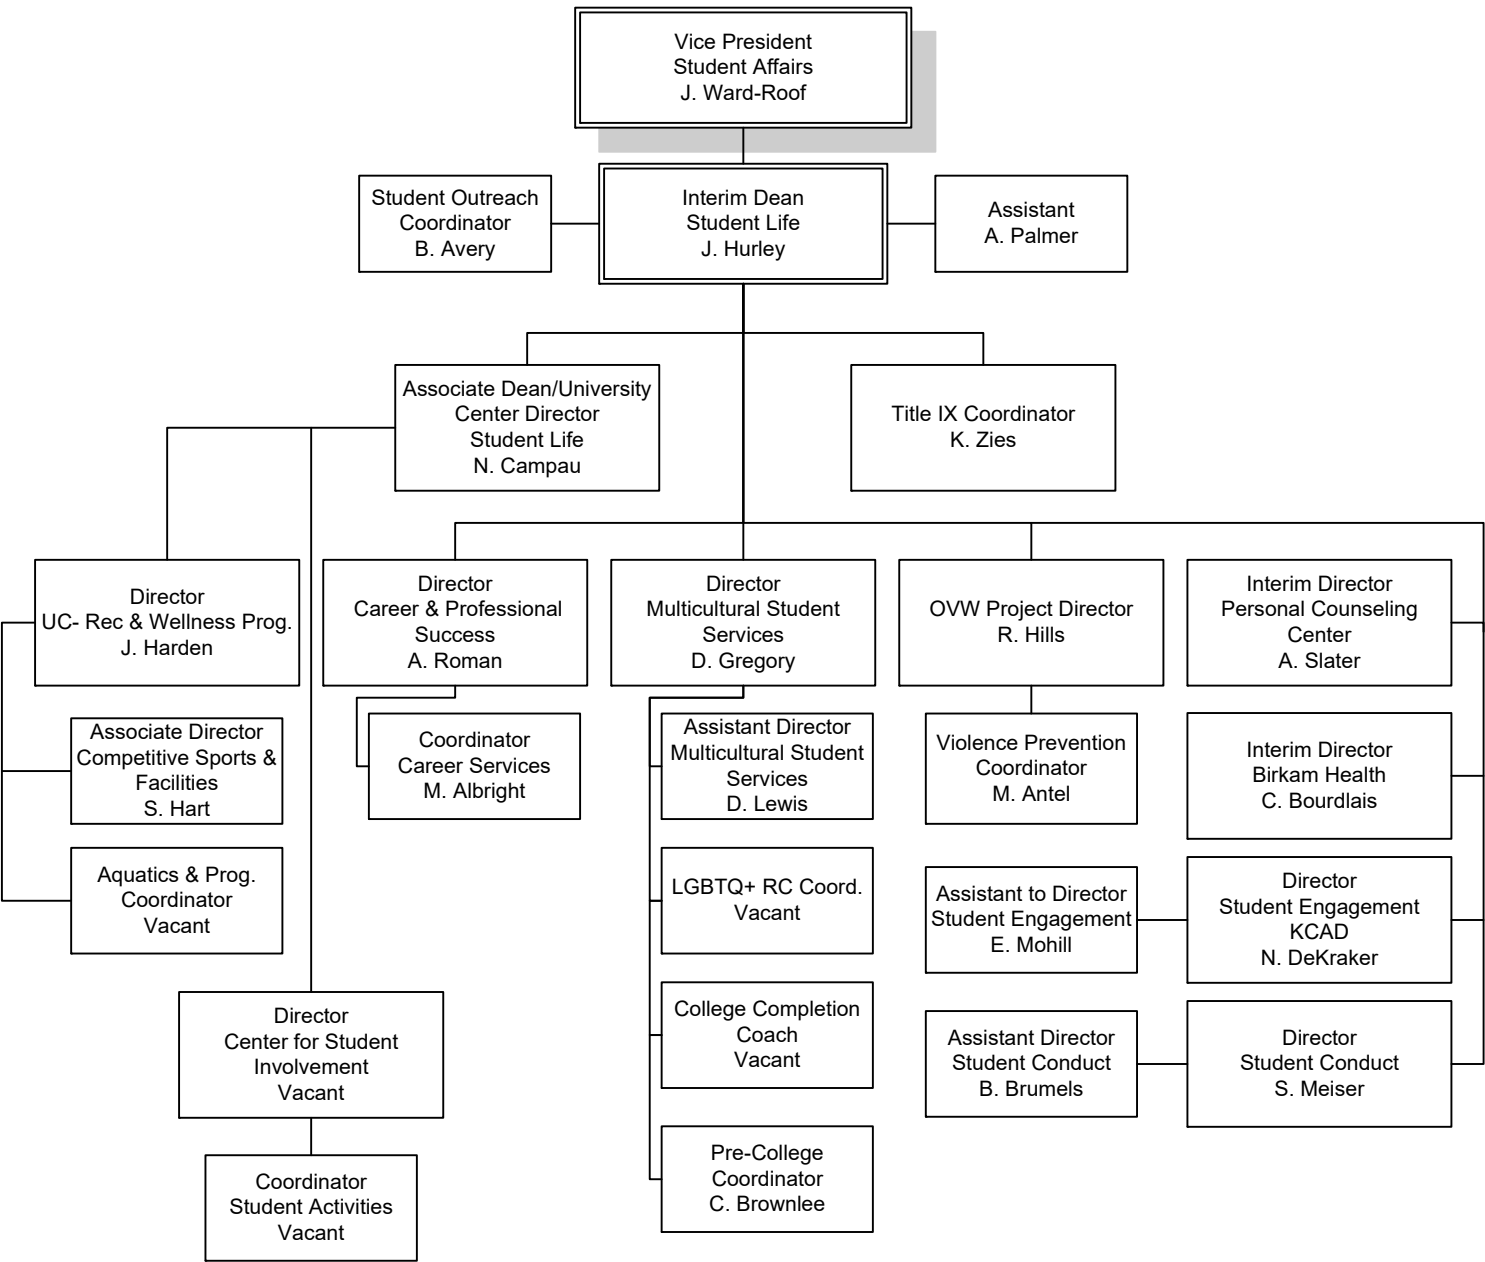 Vice President
Student Affairs
J. Ward-Roof
Student Outreach
Coordinator
B. Avery
Interim Dean
Student Life
J. Hurley
Assistant
A. Palmer
Associate Dean/University
Center Director
Student Life
N. Campau
Title IX Coordinator
K. Zies
Director
UC- Rec & Wellness Prog.
J. Harden
Director
Career & Professional
Success
A. Roman
Director
Multicultural Student
Services
D. Gregory
OVW Project Director
R. Hills
Interim Director
Personal Counseling
Center
A. Slater
Associate Director
Competitive Sports &
Facilities
S. Hart
Coordinator
Career Services
M. Albright
Assistant Director
Multicultural Student
Services
D. Lewis
Violence Prevention
Coordinator
M. Antel
Interim Director
Birkam Health
C. Bourdlais
Aquatics & Prog.
Coordinator
Vacant
LGBTQ+ RC Coord.
Vacant
Assistant to Director
Student Engagement
E. Mohill
Director
Student Engagement
KCAD
N. DeKraker
Director
Center for Student
Involvement
Vacant
College Completion
Coach
Vacant
Assistant Director
Student Conduct
B. Brumels
Director
Student Conduct
S. Meiser
Coordinator
Student Activities
Vacant
Pre-College
Coordinator
C. Brownlee